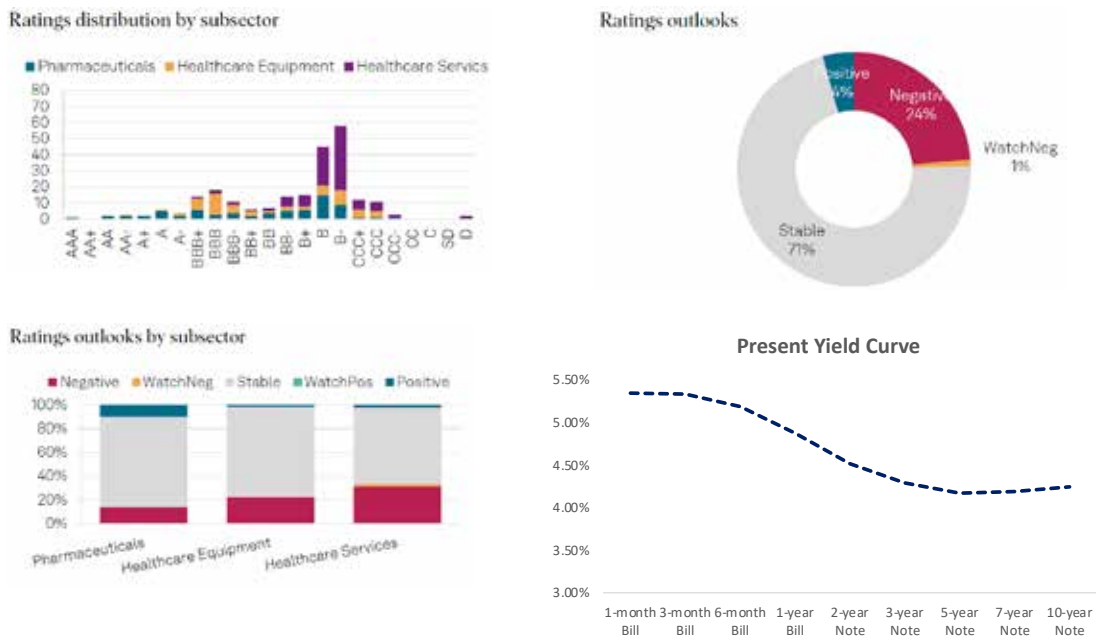 Ratings distribution by subsector
Pharmaceuticals Healthcare Equipment Healthcare Servics
80
70
60
50
40
30
20
10
0
AAA AA+ AA AA- A+ A A- BBB+ BBB BBB- BB+ BB BB- B+ B B- CCC+ CCC CCC- CC C SD D
Ratings outlooks
Positive
4%
Negative
24%
WatchNeg
1%
Stable
71%
Ratings outlooks by subsector
Negative WatchNeg Stable WatchPos Positive
100%
80%
60%
40%
20%
0%
Pharmaceuticals Healthcare Equipment Healthcare Services
Present Yield Curve
5.50%
5.00%
4.50%
4.00%
3.50%
3.00%
1-month 3-month 6-month 1-year 2-year 3-year 5-year 7-year 10-year
Bill Bill Bill Bill Note Note Note Note Note